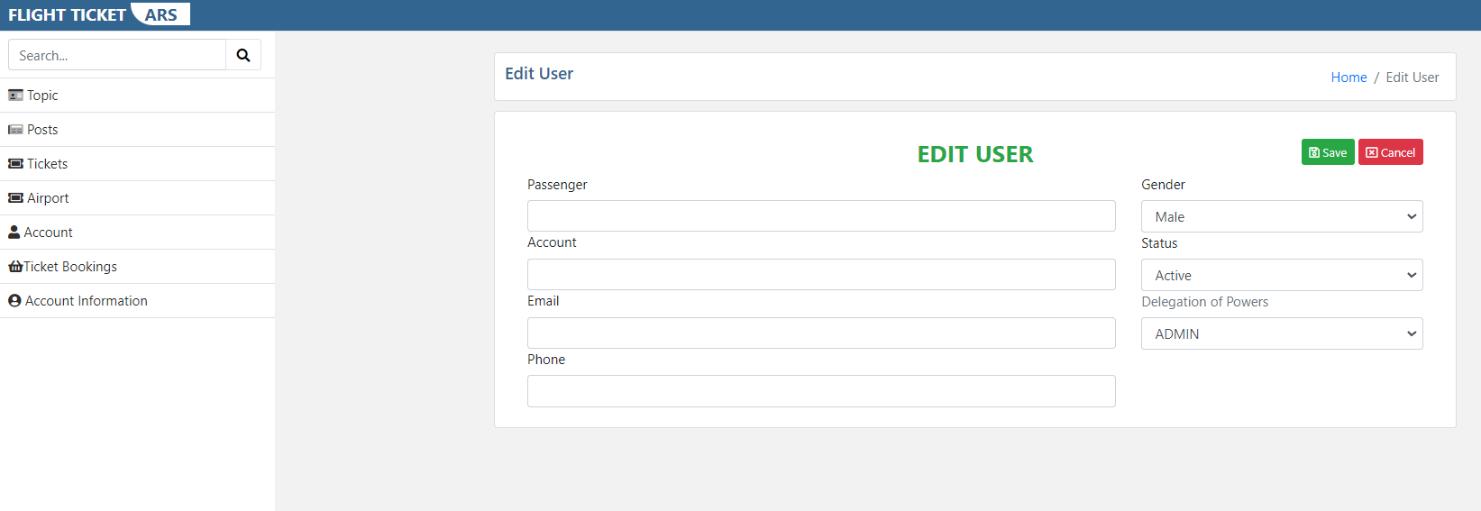 FLIGHT TICKET ARS
Search...
Topic
Posts
Tickets
Airport
Account
Ticket Bookings
Account Information
Edit User
Home / Edit User
EDIT USER
Save Cancel
Passenger
Account
Email
Phone
Gender
Male
Status
Active
Delegation of Powers
ADMIN